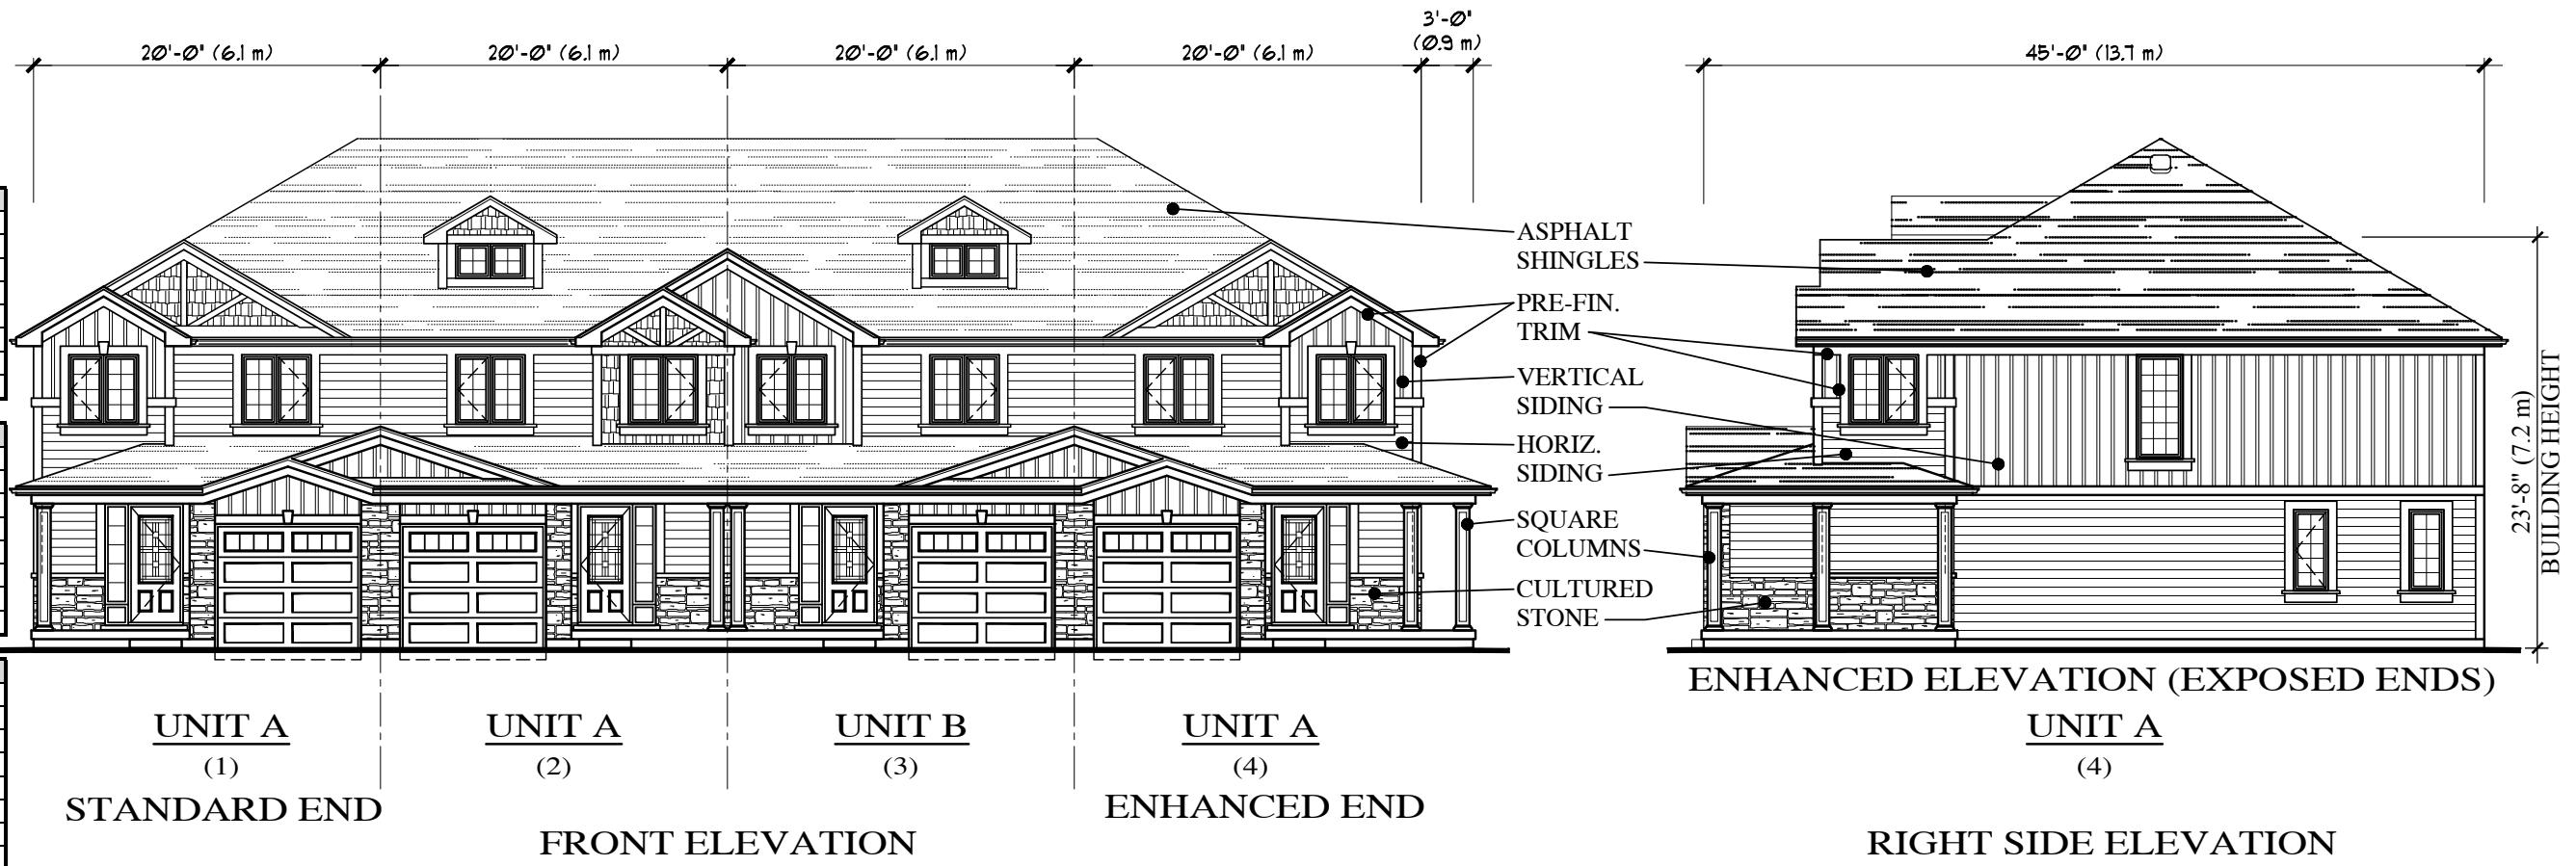 3'-0"
20'-0" (6.1 m) 20'-0" (6.1 m) 20'-0" (6.1 m) 20'-0" (6.1 m) (0.9 m) 45'-0" (13.7 m)
ASPHALT
SHINGLES
PRE-FIN.
TRIM
VERTICAL
SIDING
HORIZ.
SIDING
SQUARE
COLUMNS
CULTURED
STONE
23'-8" (7.2 m)
BUILDING HEIGHT
ENHANCED ELEVATION (EXPOSED ENDS)
UNIT A UNIT A UNIT B UNIT A UNIT A
(1) (2) (3) (4) (4)
STANDARD END ENHANCED END
FRONT ELEVATION RIGHT SIDE ELEVATION